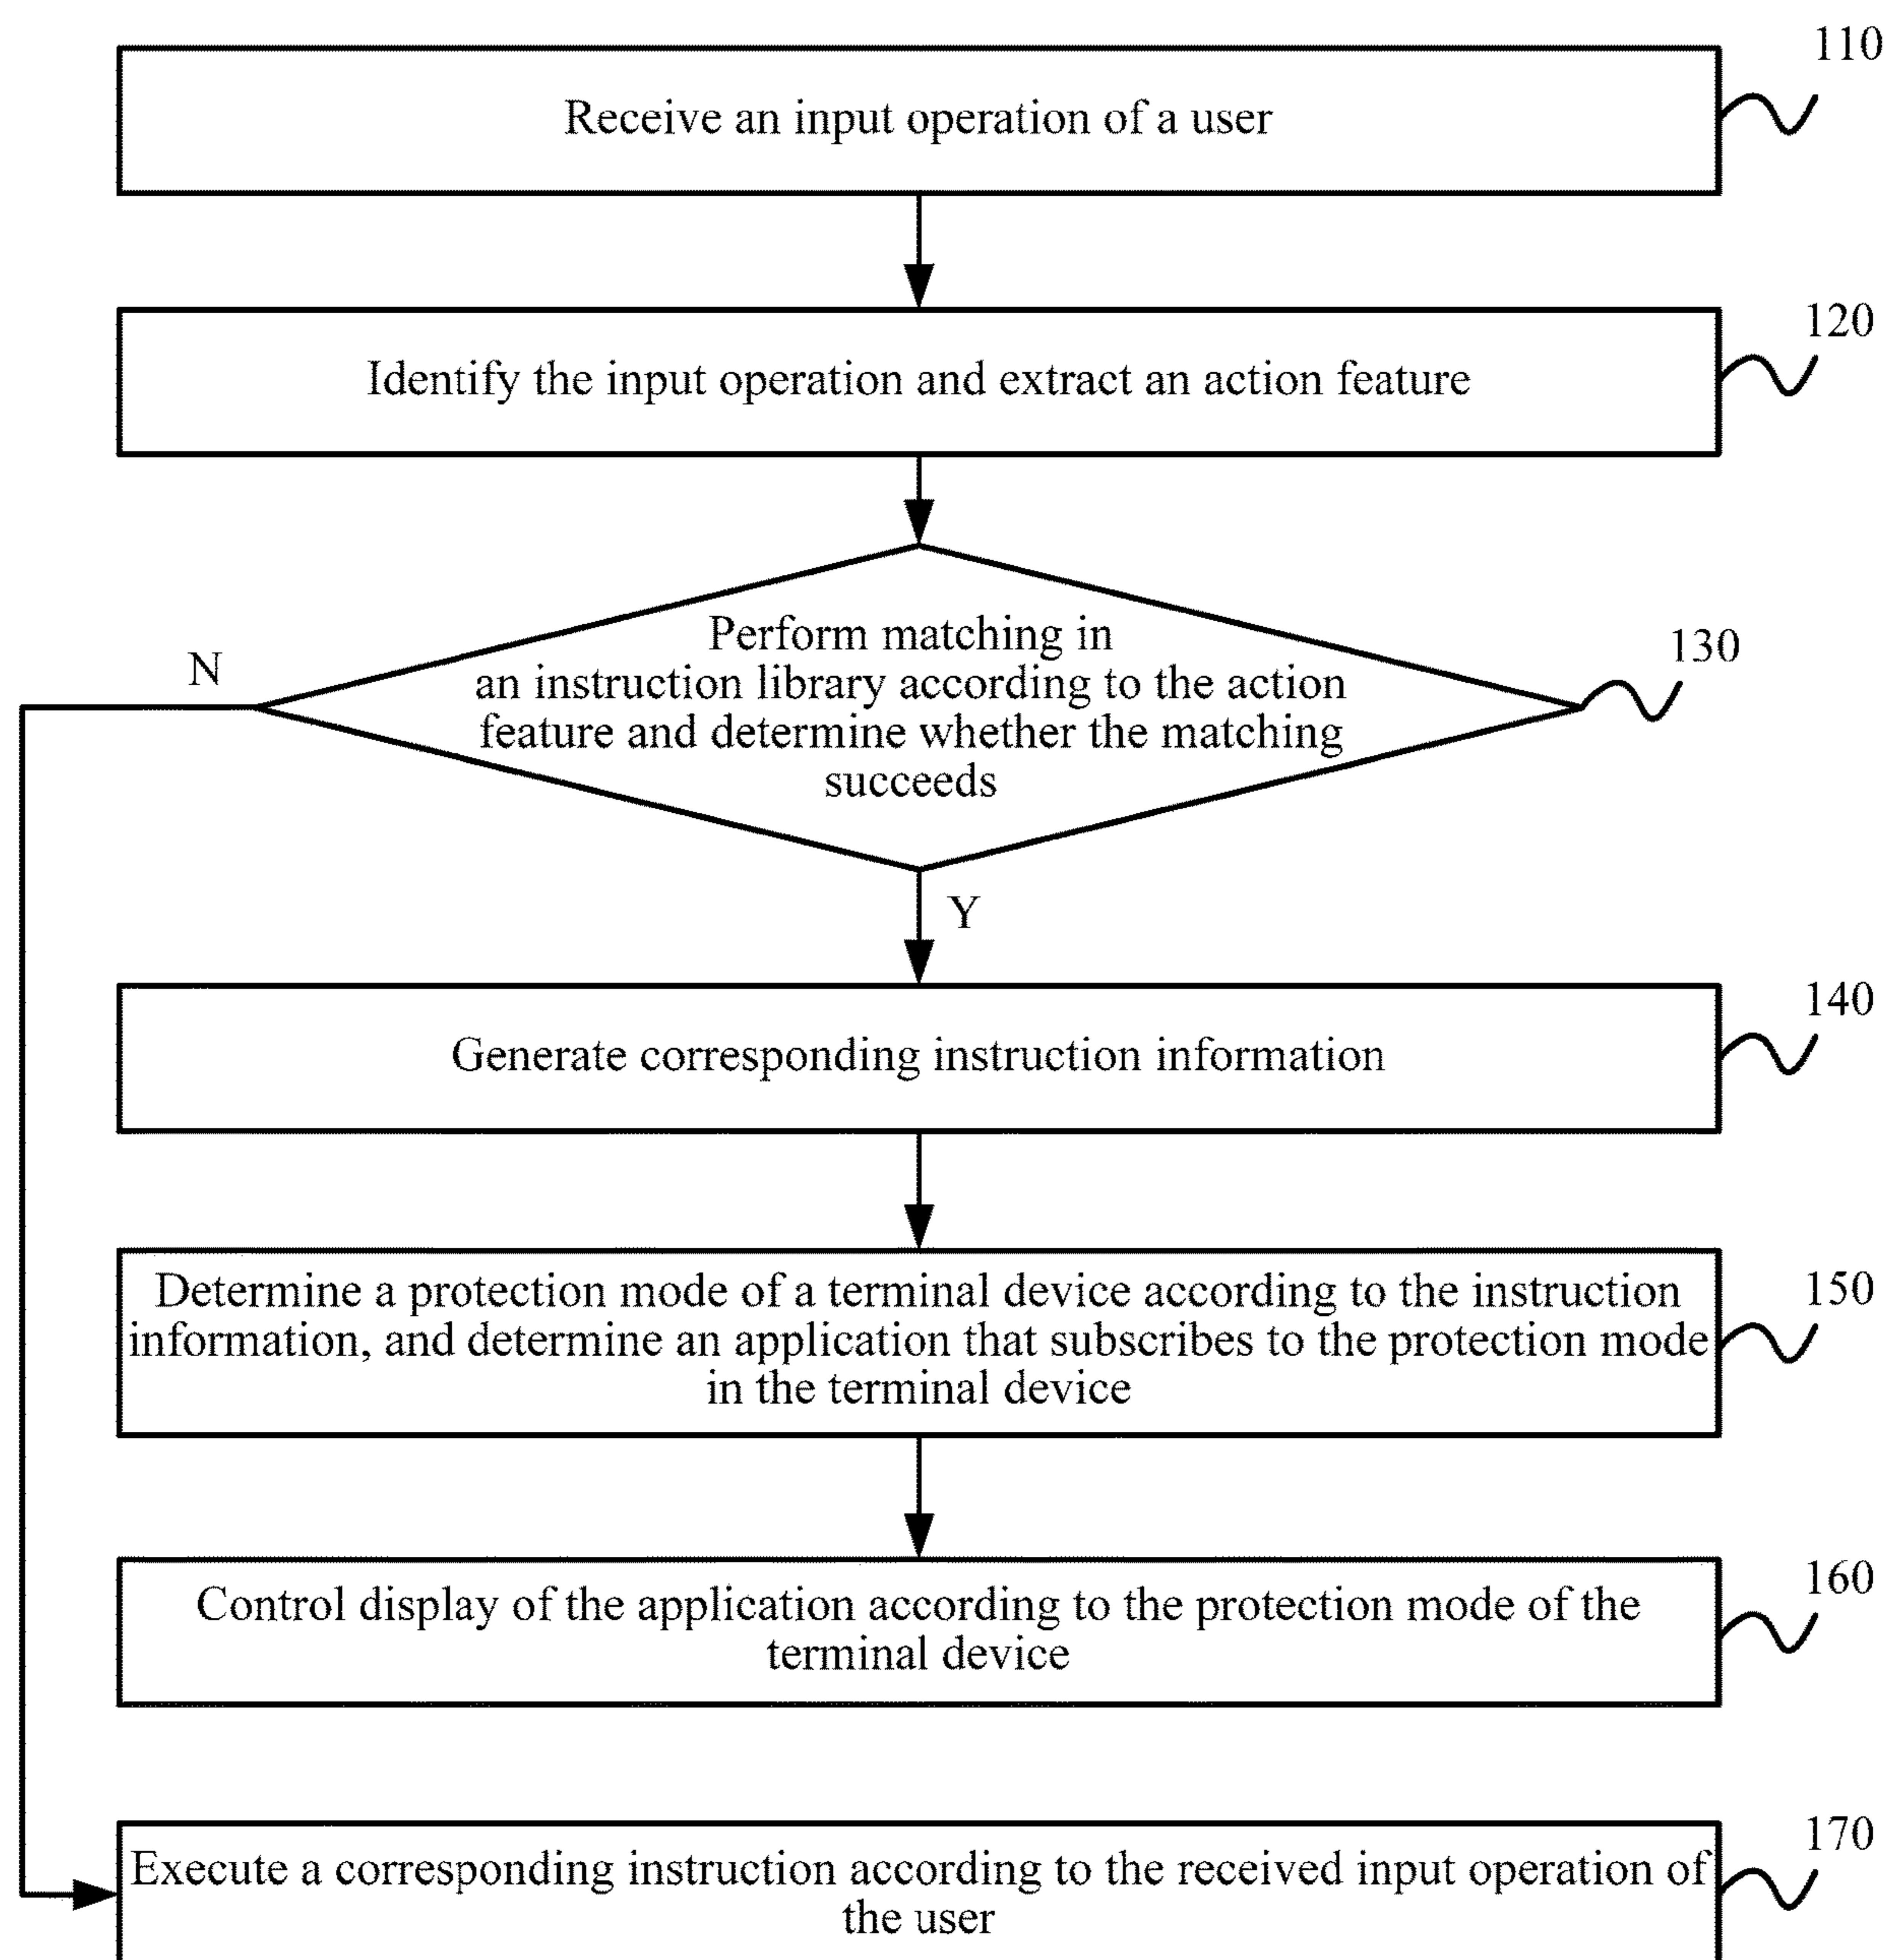 110
Receive an input operation of a user
120
Identify the input operation and extract an action feature
N
Perform matching in
an instruction library according to the action
feature and determine whether the matching
succeeds
130
Y
140
Generate corresponding instruction information
150
Determine a protection mode of a terminal device according to the instruction
information, and determine an application that subscribes to the protection mode
in the terminal device
160
Control display of the application according to the protection mode of the
terminal device
170
Execute a corresponding instruction according to the received input operation of
the user